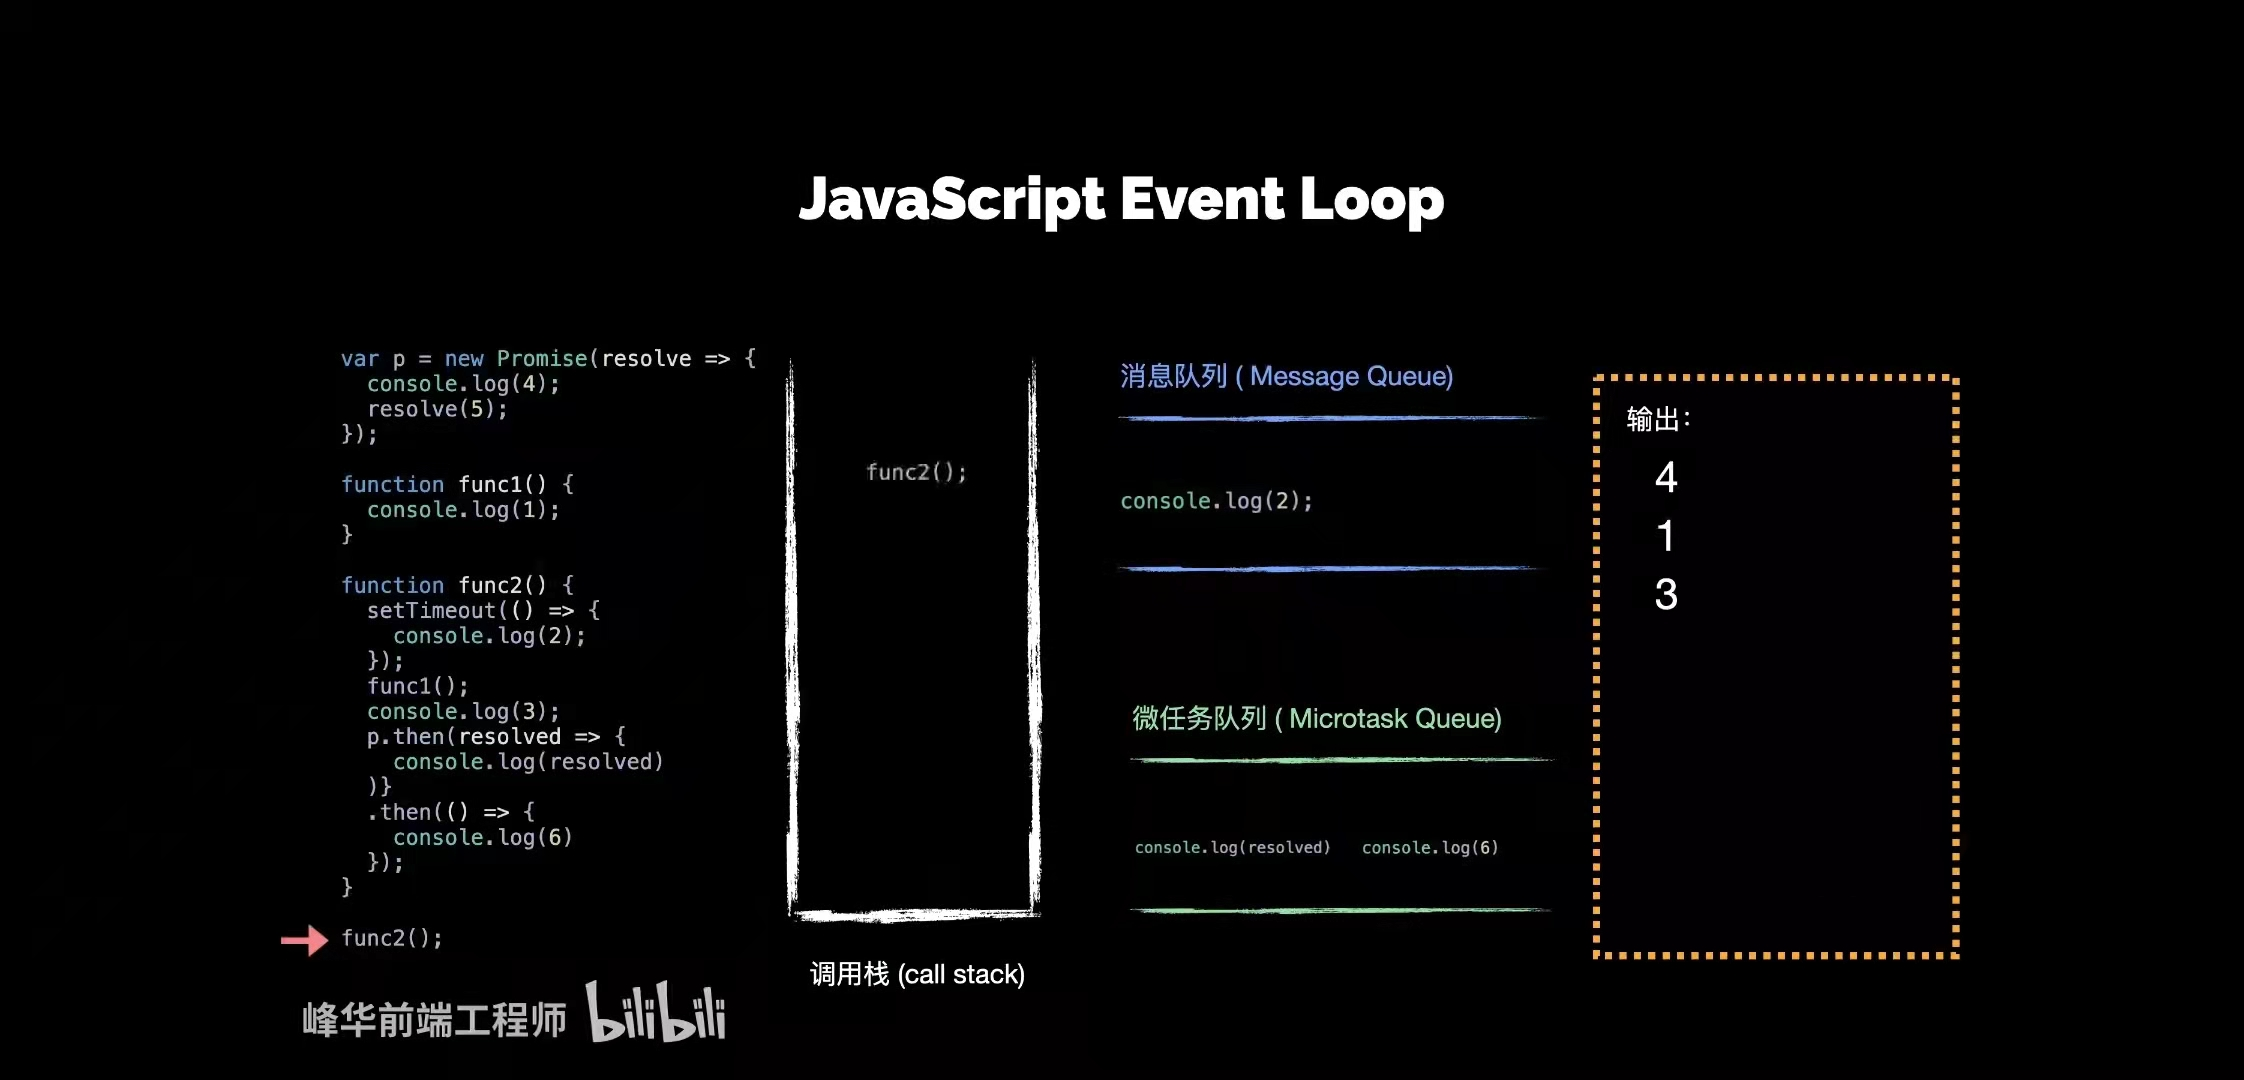 JavaScript Event Loop
var p = new Promise(resolve => {
  console.log(4);
  resolve(5);
});
function func1() {
  console.log(1);
}
function func2() {
  setTimeout(() => {
    console.log(2);
  });
  func1();
  console.log(3);
  p.then(resolved => {
    console.log(resolved)
  )}
  .then(() => {
    console.log(6)
  });
}
func2();
func2();
调用栈 (call stack)
消息队列 ( Message Queue)
console.log(2);
微任务队列 ( Microtask Queue)
console.log(resolved) console.log(6)
输出:
4
1
3
峰华前端工程师 bilibili